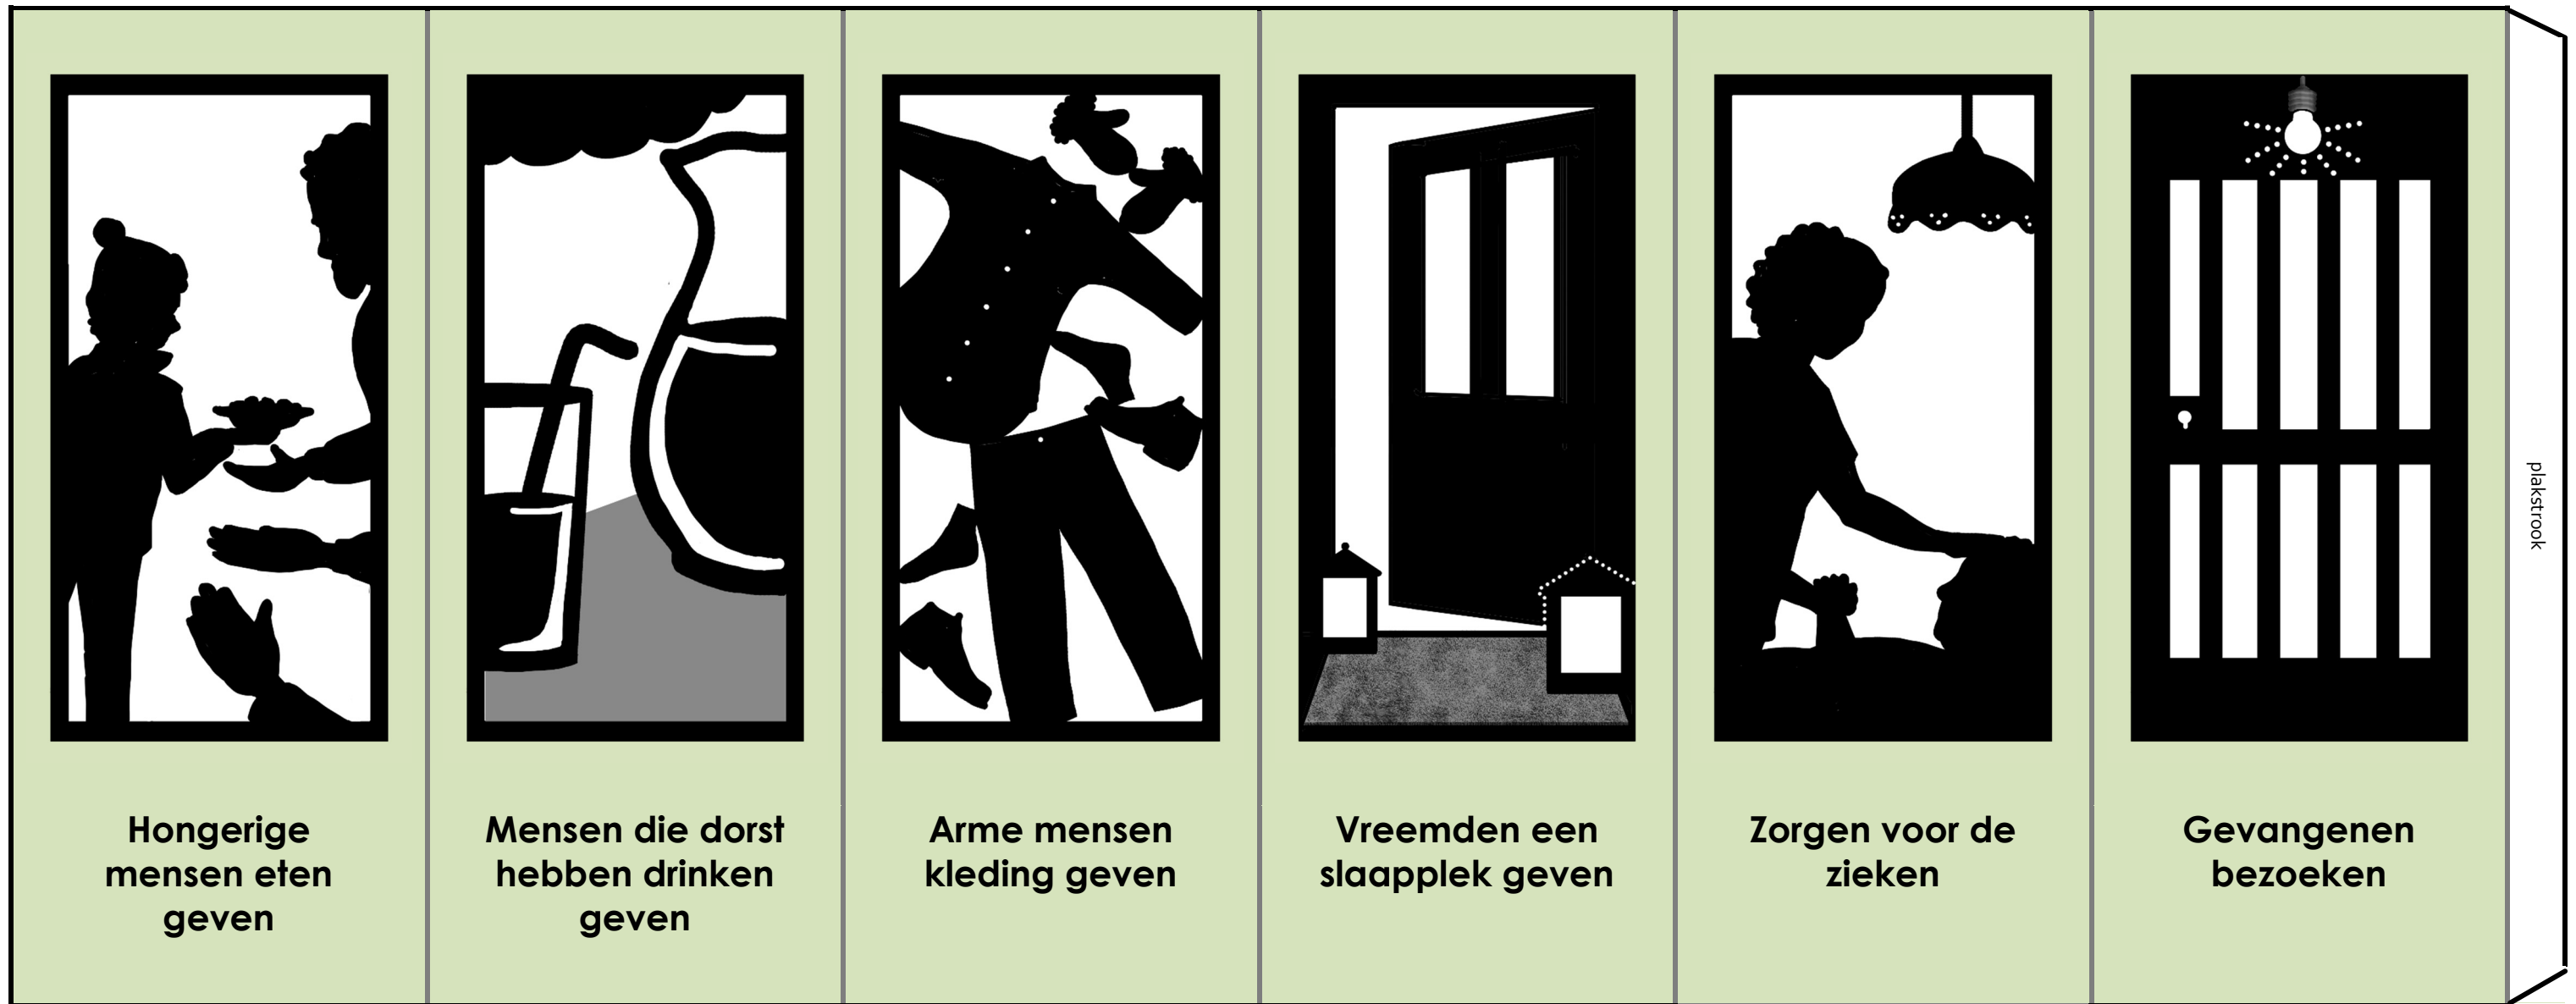 Hongerige
mensen eten
geven
Mensen die dorst
hebben drinken
geven
Arme mensen
kleding geven
Vreemden een
slaapplek geven
Zorgen voor de
zieken
Gevangenen
bezoeken
plakstrook